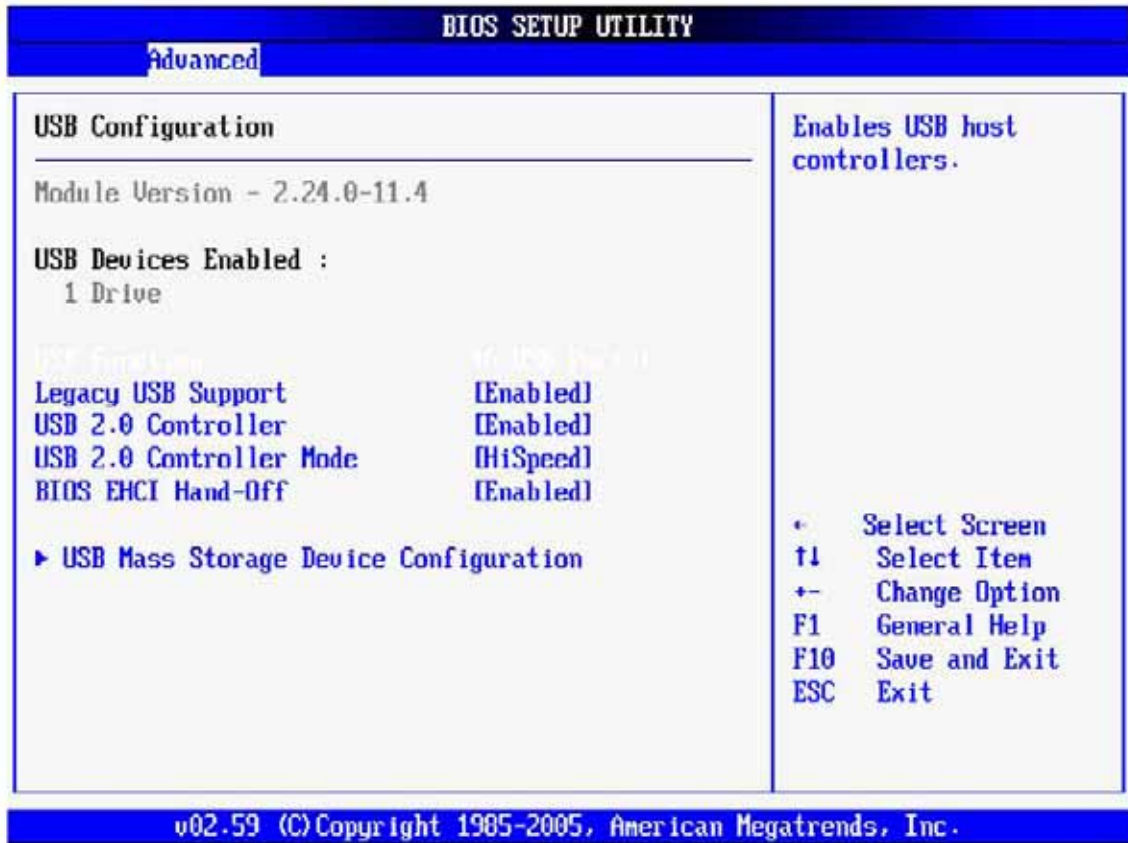 BIOS SETUP UTILITY
Advanced
USB Configuration
Module Version - 2.24.0-11.4
USB Devices Enabled :
1 Drive
USB
Legacy USB Support [Enabled]
USB 2.0 Controller [Enabled]
USB 2.0 Controller Mode [HiSpeed]
BIOS EHCI Hand-Off [Enabled]
▶ USB Mass Storage Device Configuration
Enables USB host
controllers.
← Select Screen
↑↓ Select Item
+- Change Option
F1 General Help
F10 Save and Exit
ESC Exit
v02.59 (C)Copyright 1985-2005, American Megatrends, Inc.